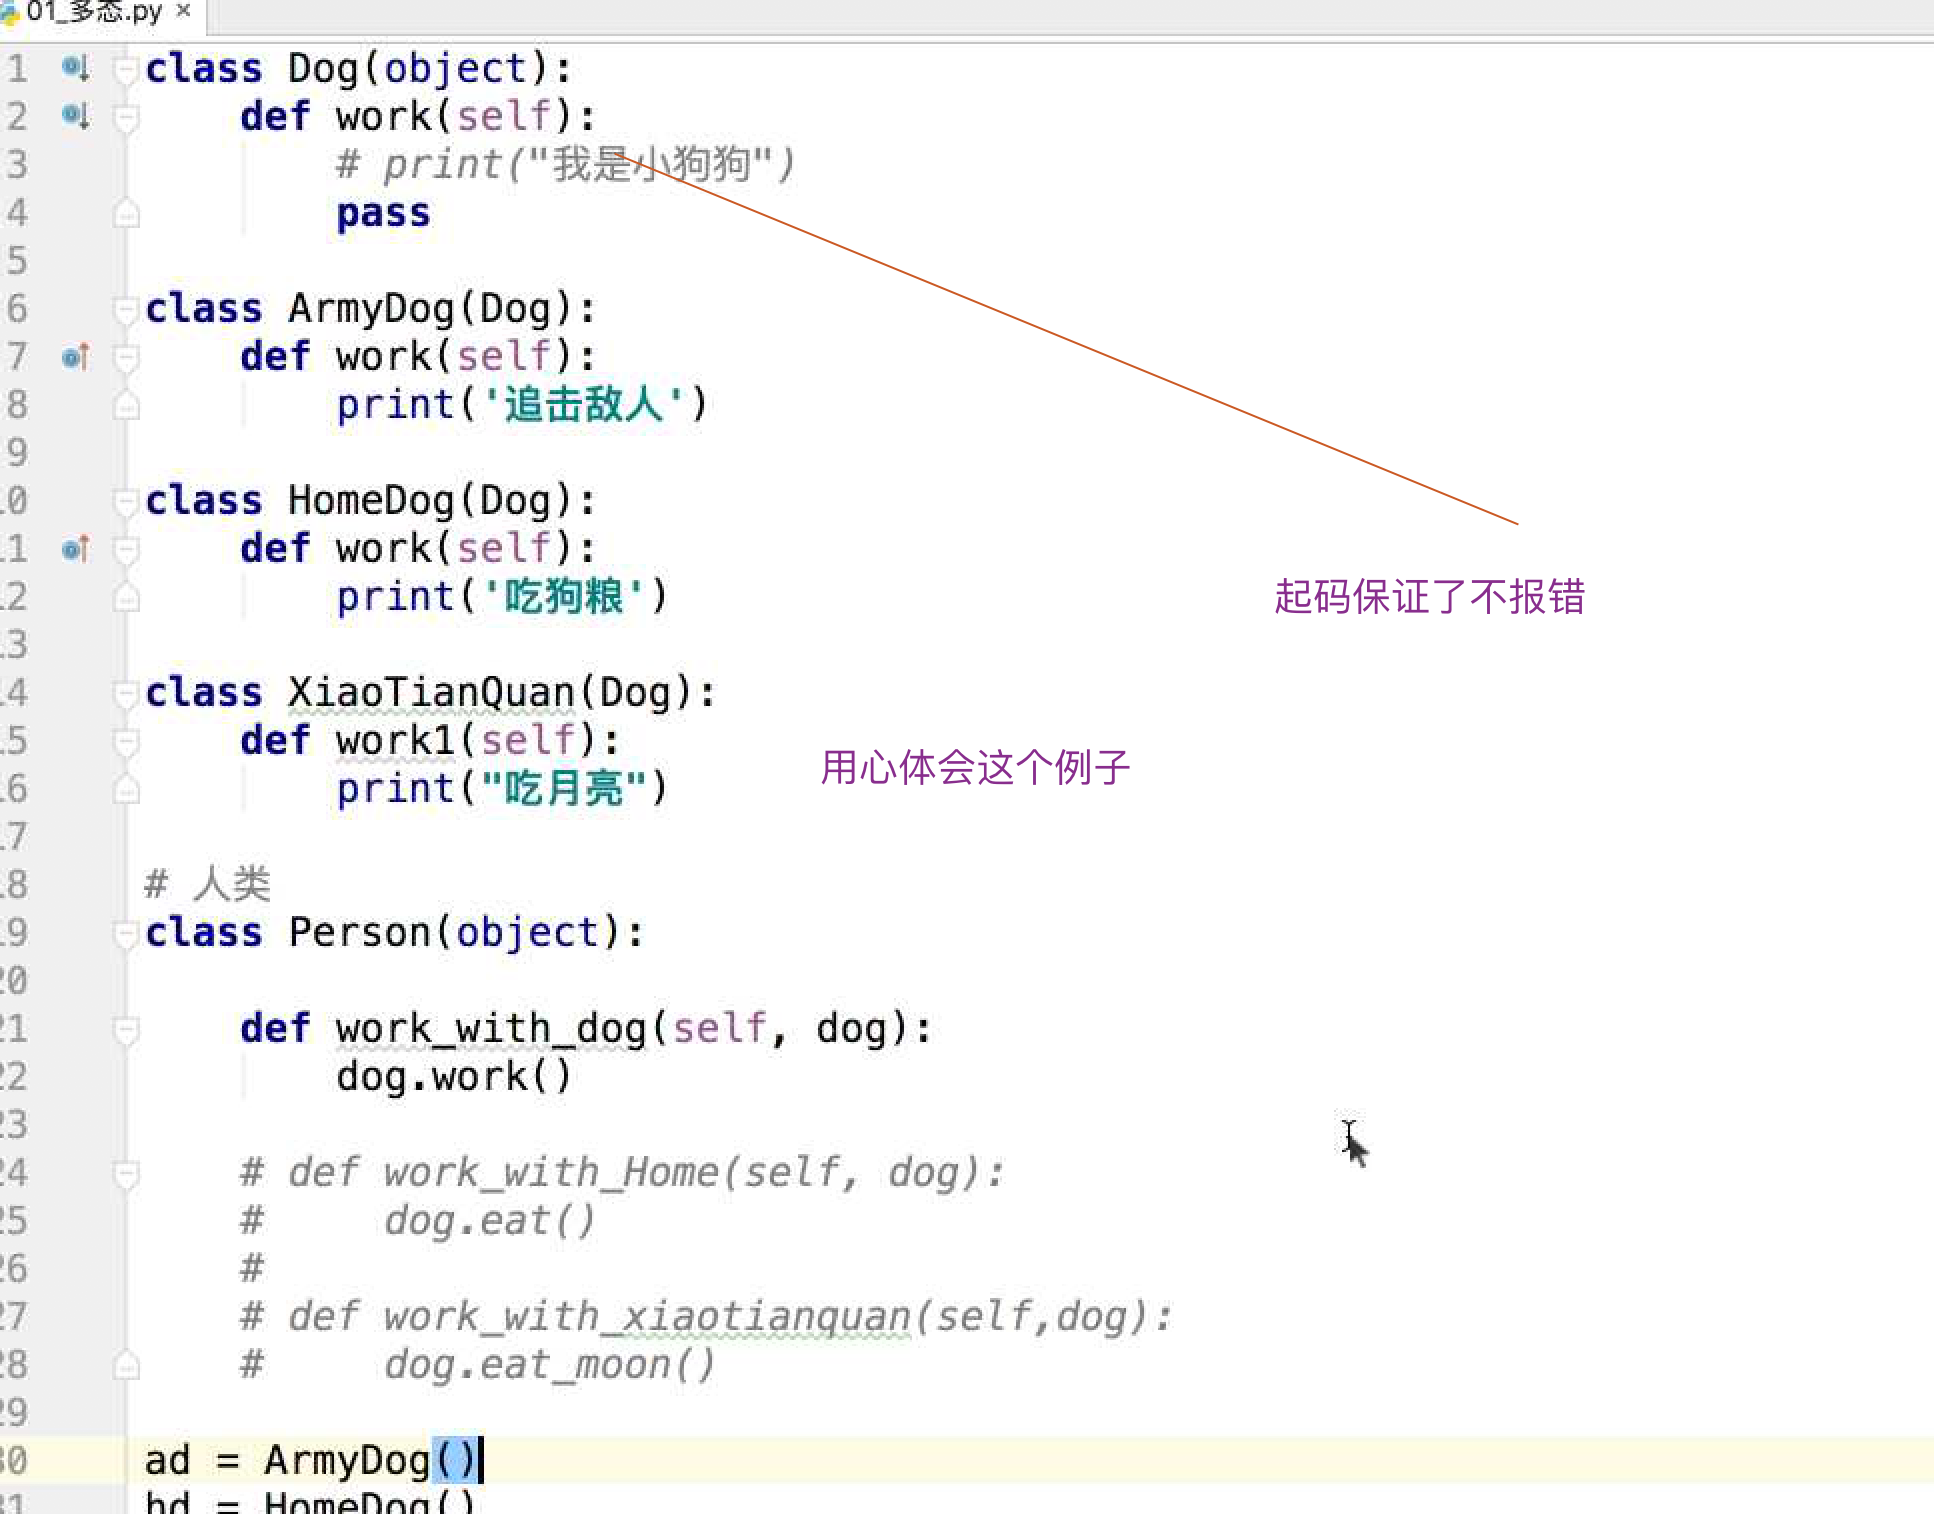 01_多态.py ×
1 class Dog(object):
2     def work(self):
3         # print("我是小狗狗")
4         pass
5
6 class ArmyDog(Dog):
7     def work(self):
8         print('追击敌人')
9
10 class HomeDog(Dog):
11     def work(self):
12         print('吃狗粮')
起码保证了不报错
13
14 class XiaoTianQuan(Dog):
15     def work1(self):
用心体会这个例子
16         print("吃月亮")
17
18 # 人类
19 class Person(object):
20
21     def work_with_dog(self, dog):
22         dog.work()
23
24     # def work_with_Home(self, dog):
25     #     dog.eat()
26     #
27     # def work_with_xiaotianquan(self,dog):
28     #     dog.eat_moon()
29
30 ad = ArmyDog()
31 hd = HomeDog()